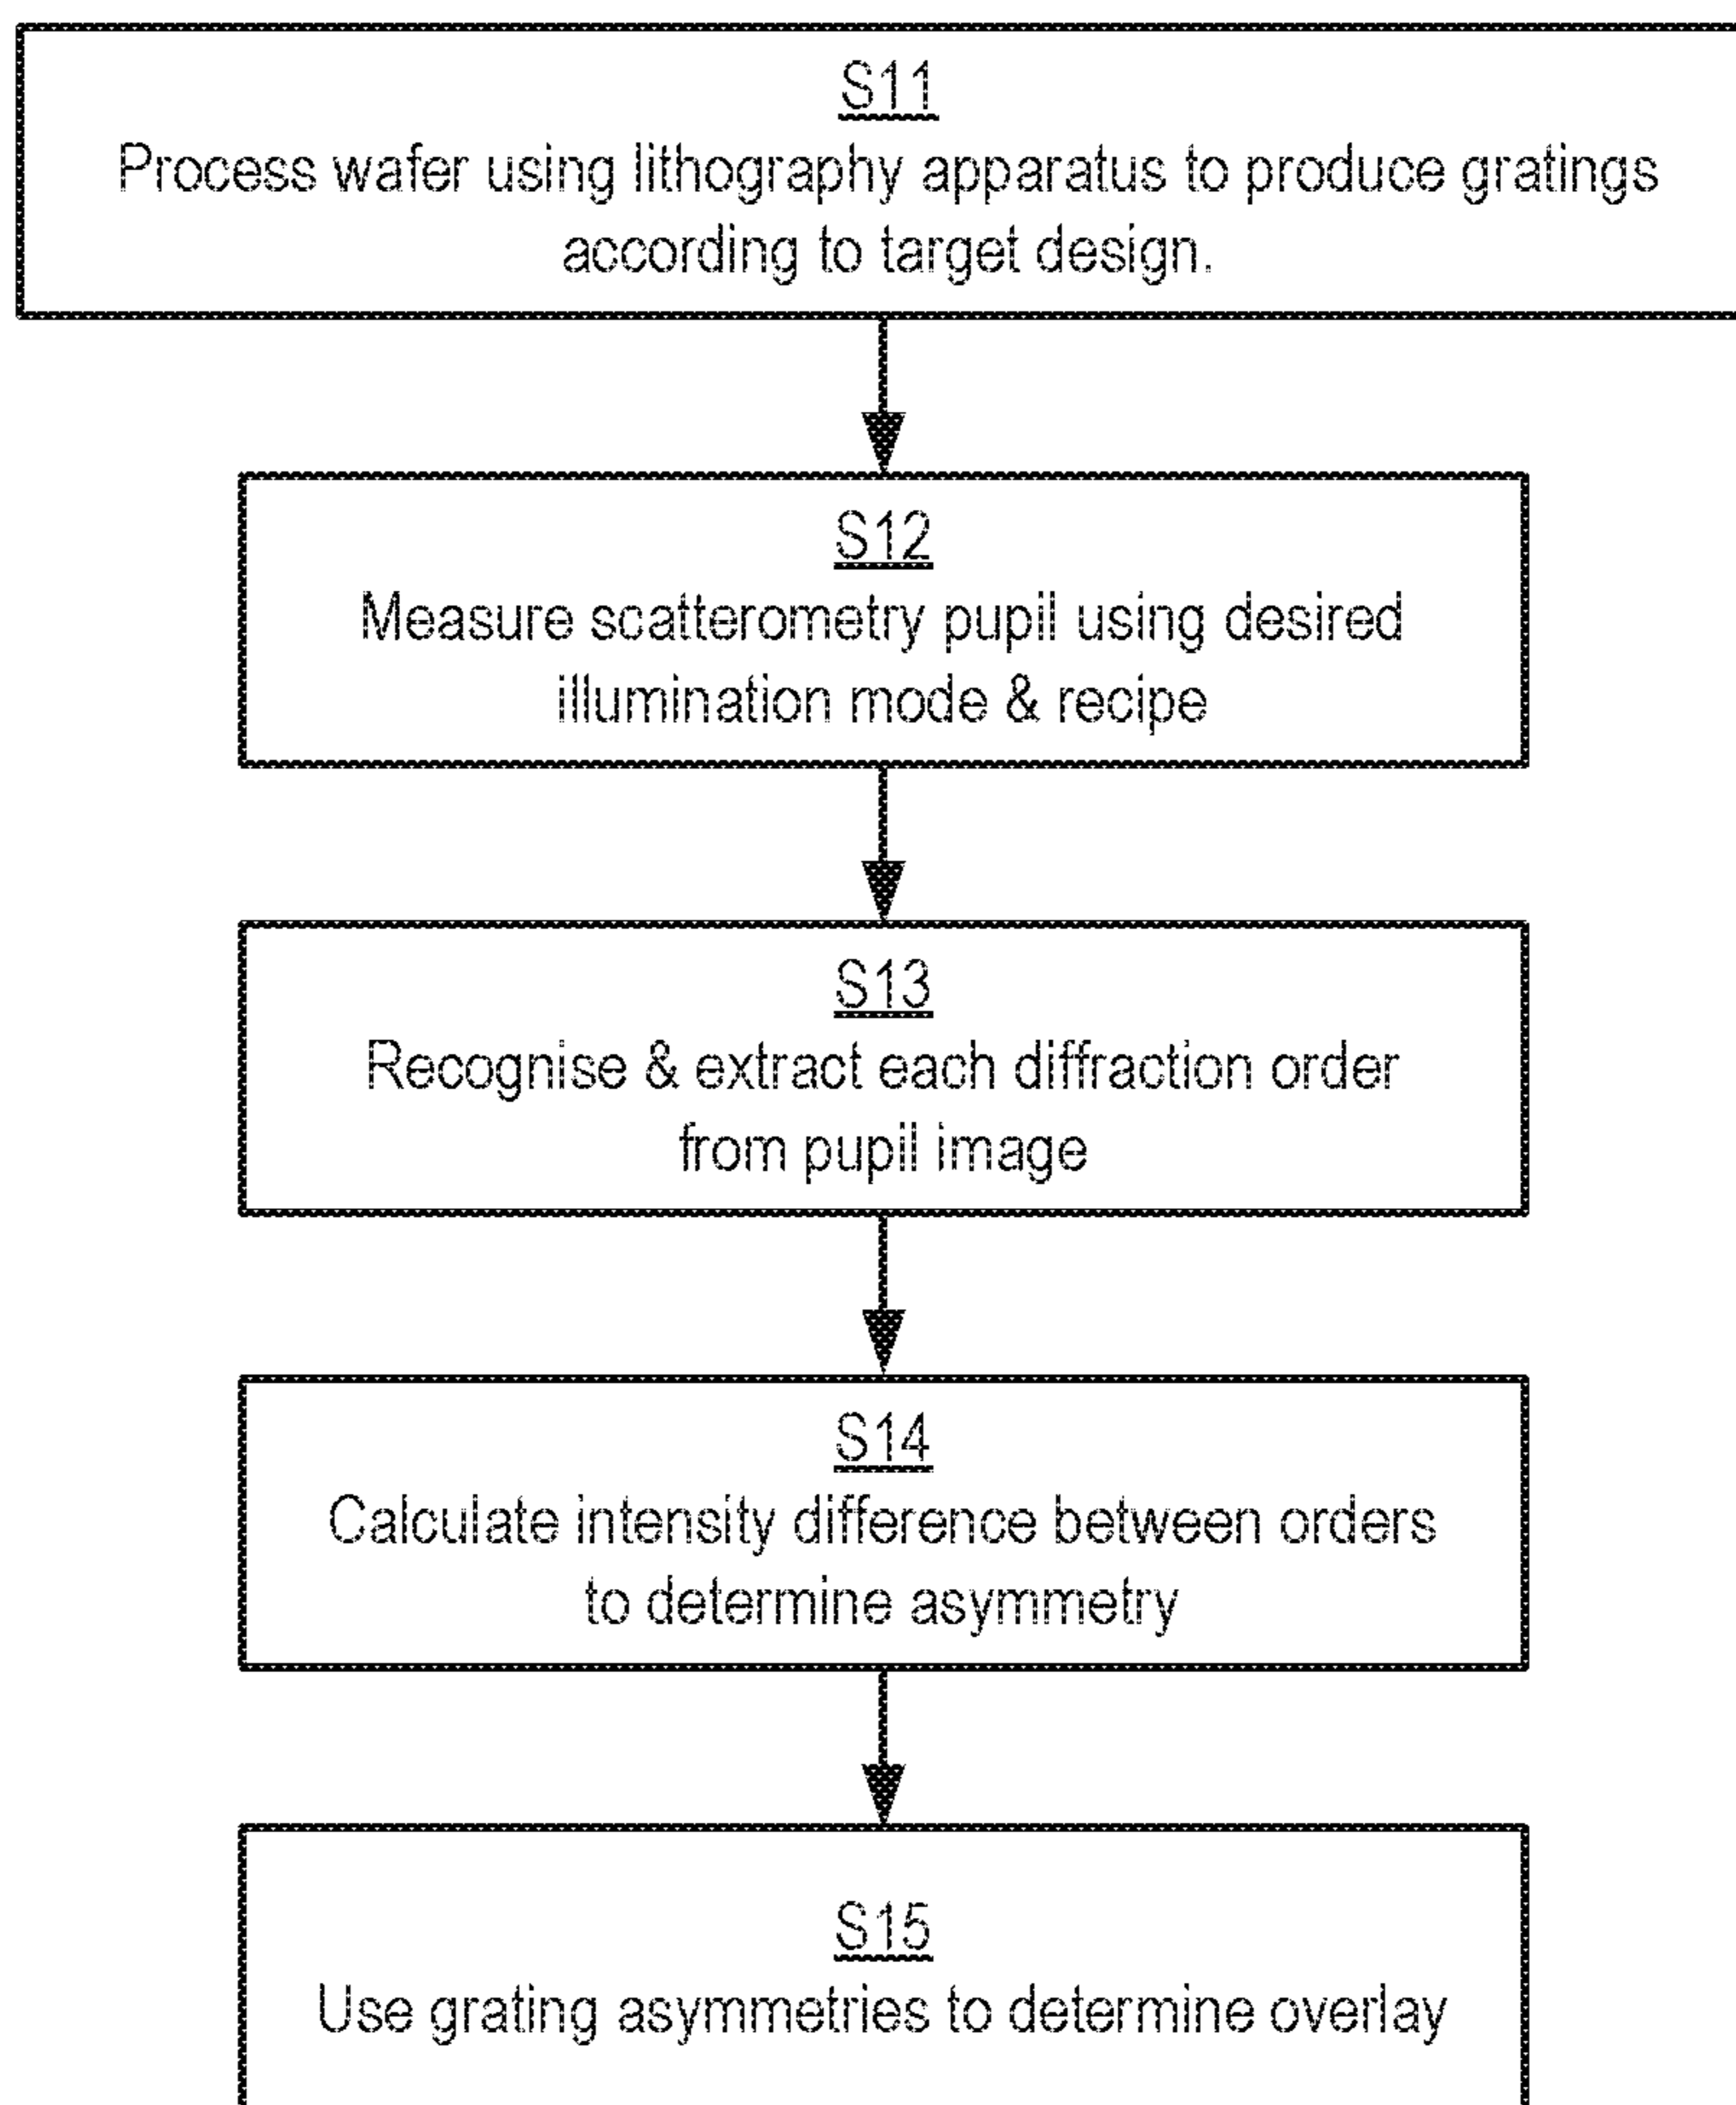 S11
Process wafer using lithography apparatus to produce gratings
according to target design.
S12
Measure scatterometry pupil using desired
illumination mode & recipe
S13
Recognise & extract each diffraction order
from pupil image
S14
Calculate intensity difference between orders
to determine asymmetry
S15
Use grating asymmetries to determine overlay